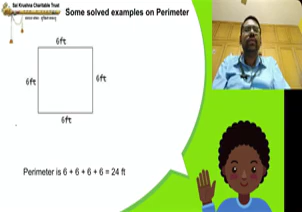 Sai Krushna Charitable Trust
Some solved examples on Perimeter
6ft
6ft
6ft
6ft
Perimeter is 6 + 6 + 6 + 6 = 24 ft